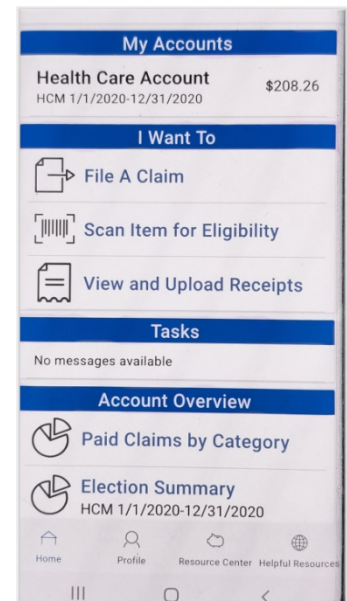 My Accounts
Health Care Account
$208.26
HCM 1/1/2020-12/31/2020
I Want To
File A Claim
Scan Item for Eligibility
View and Upload Receipts
Tasks
No messages available
Account Overview
Paid Claims by Category
Election Summary
HCM 1/1/2020-12/31/2020
Home Profile Resource Center Helpful Resources